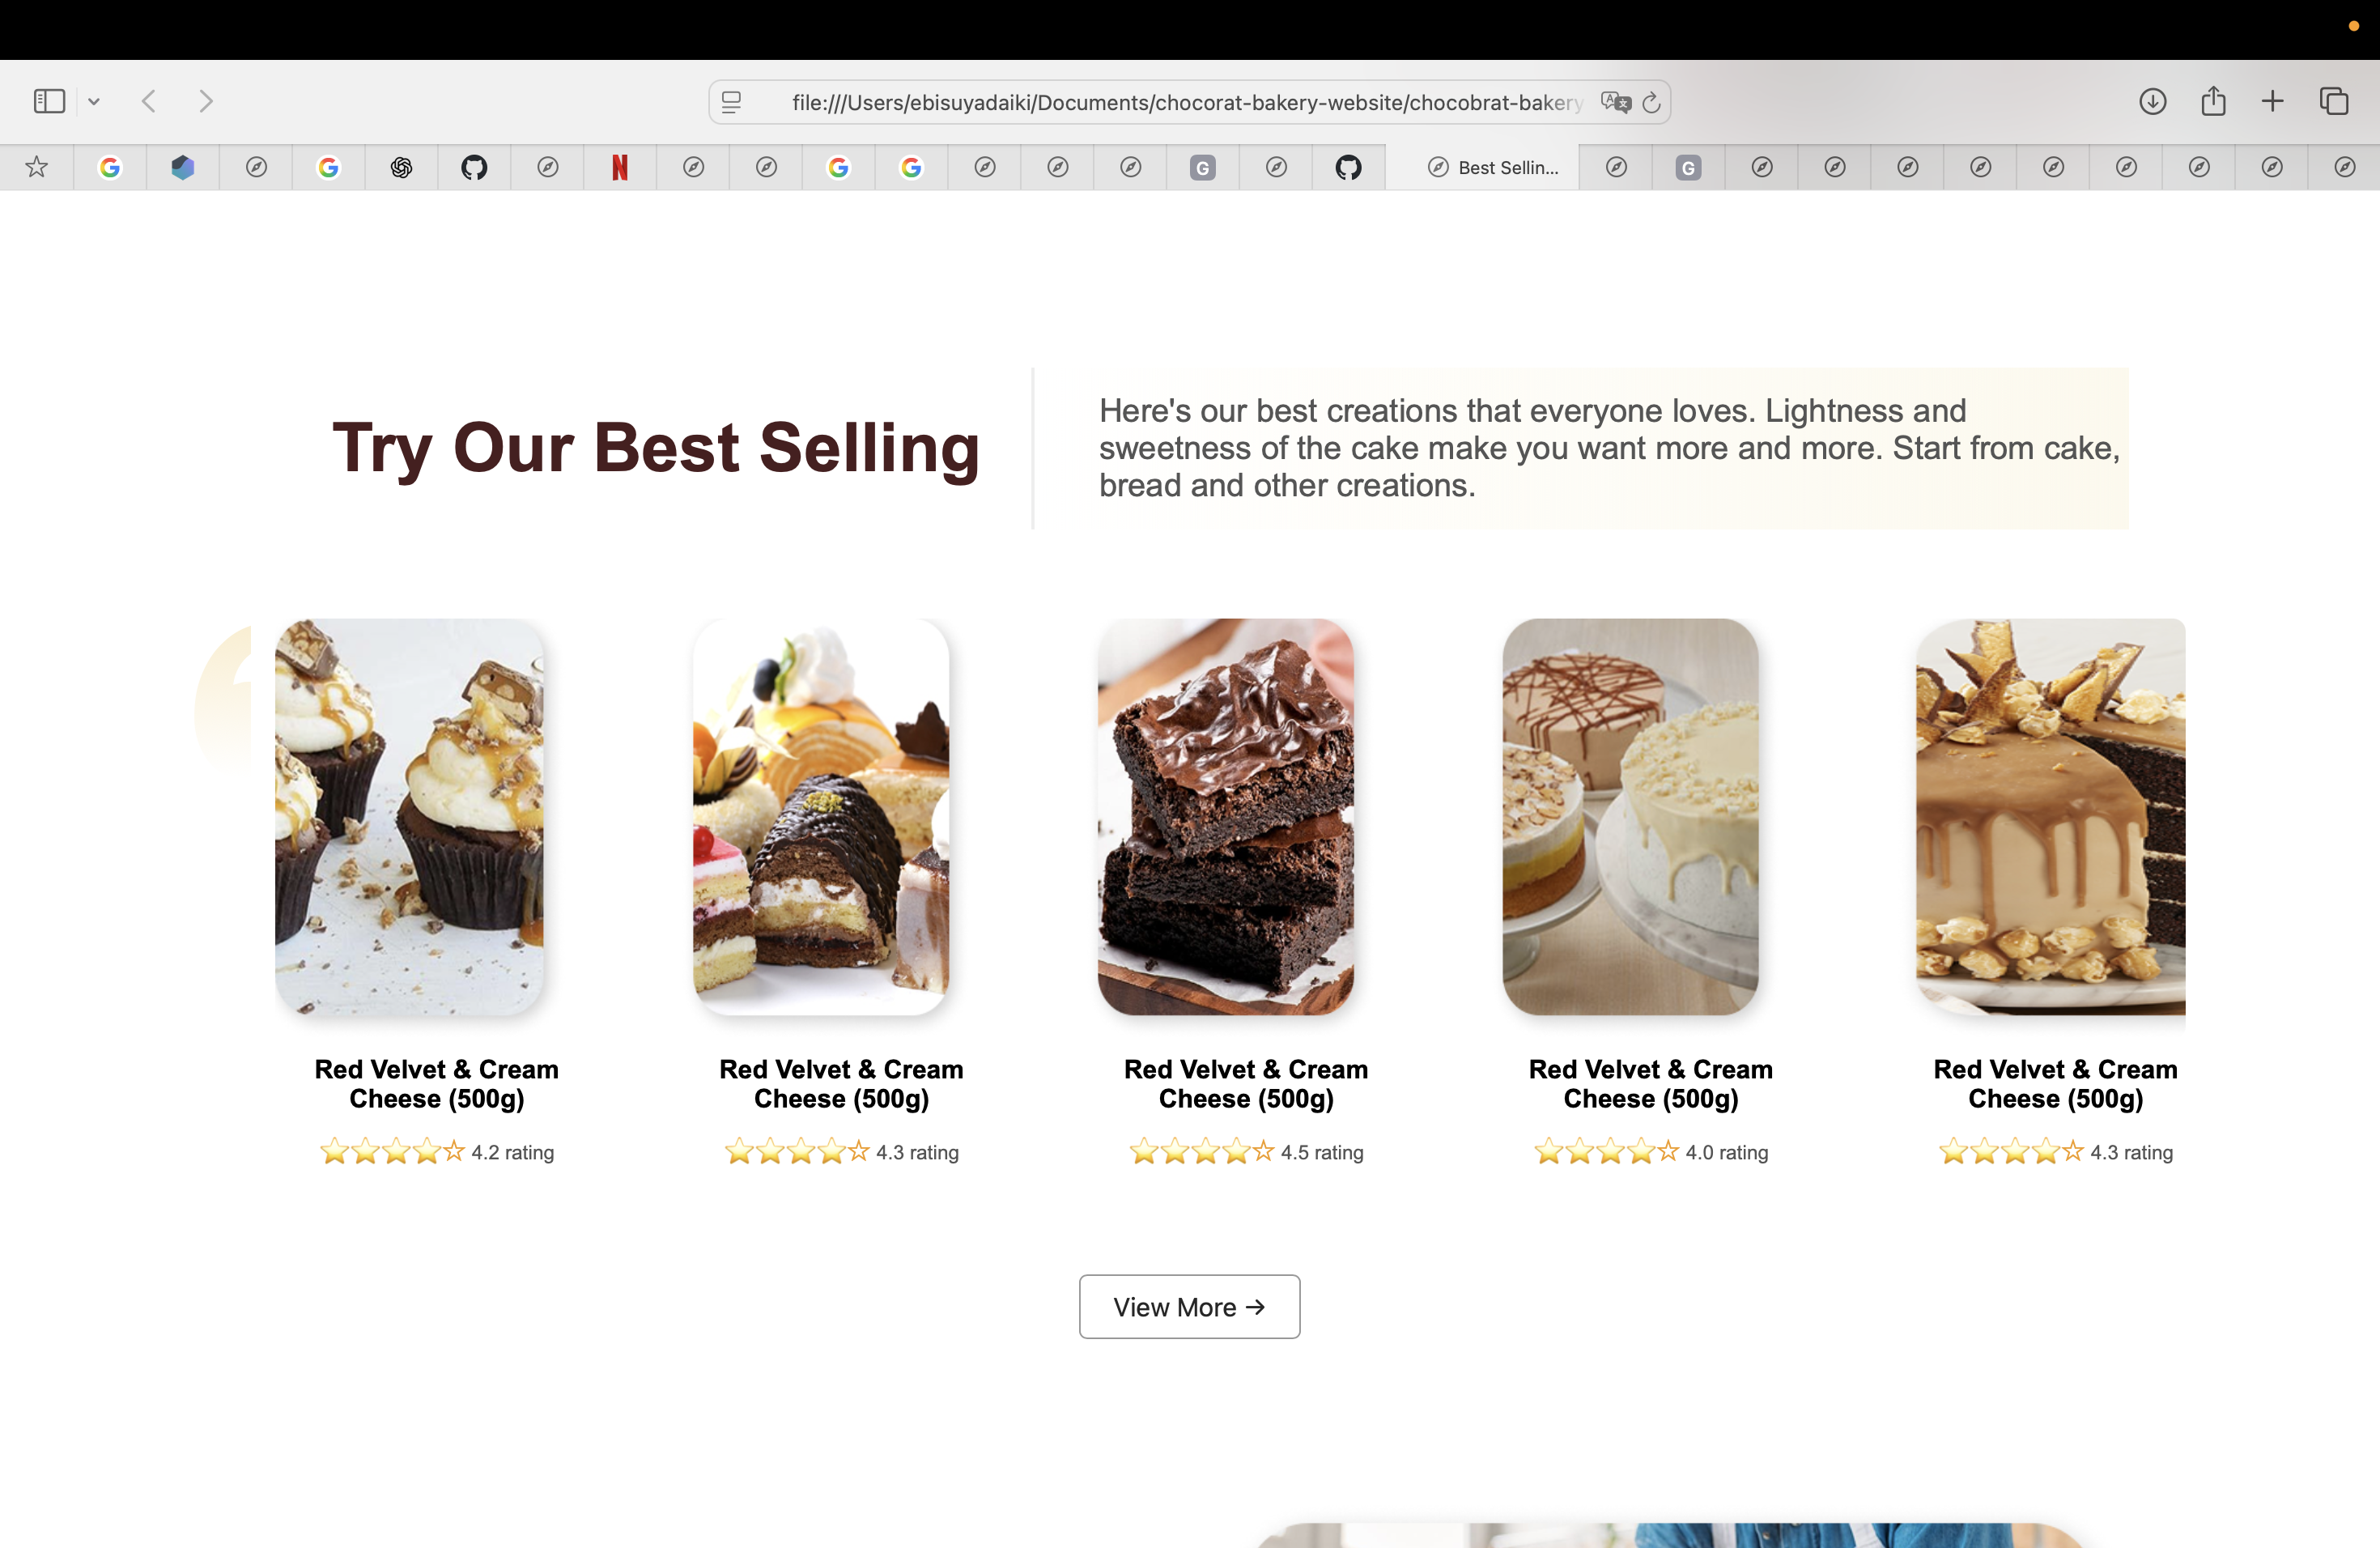 file:///Users/ebisuyadaiki/Documents/chocorat-bakery-website/chocobrat-bakery
Best Sellin...
Try Our Best Selling
Here's our best creations that everyone loves. Lightness and
sweetness of the cake make you want more and more. Start from cake,
bread and other creations.
Red Velvet & Cream
Cheese (500g)
4.2 rating
Red Velvet & Cream
Cheese (500g)
4.3 rating
Red Velvet & Cream
Cheese (500g)
4.5 rating
Red Velvet & Cream
Cheese (500g)
4.0 rating
Red Velvet & Cream
Cheese (500g)
4.3 rating
View More →